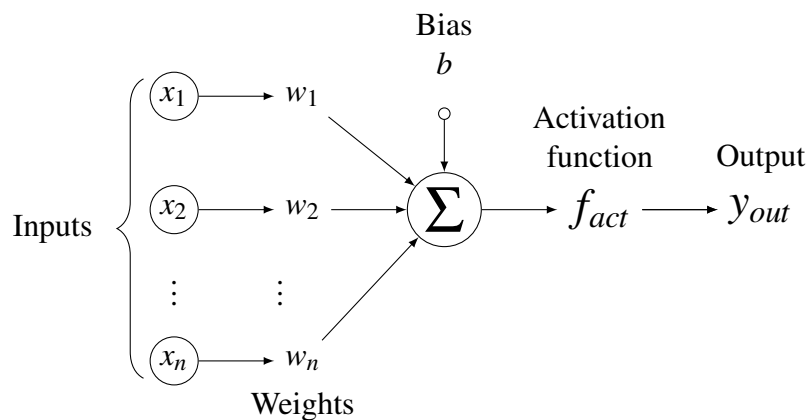 Bias
b
x1
w1
Activation
function
Output
Inputs
x2
w2
Σ
fact
yout
⋮
⋮
xn
wn
Weights